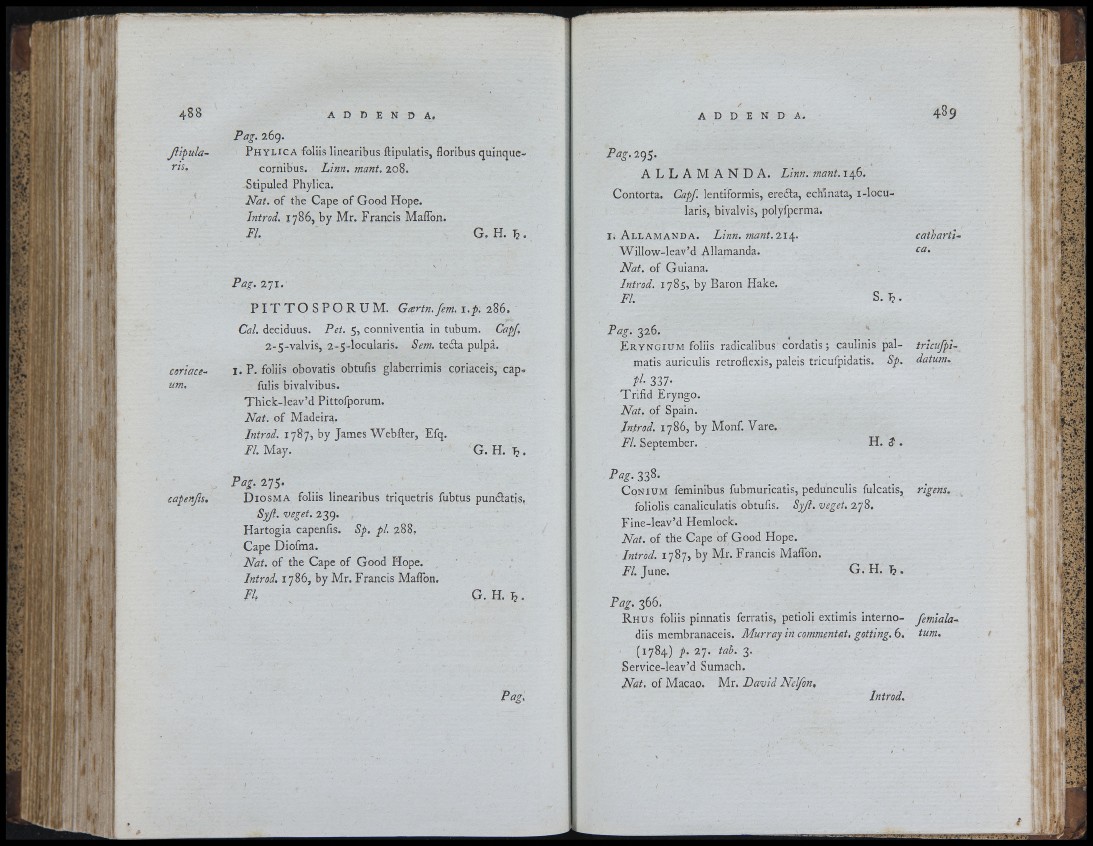 488
ADDENDA.
Pag. 269.
ſtipula-
ris.
PHYLICA foliis linearibus ſtipulatis, floribus quinque-
cornibus. Linn. mant. 208.
Stipuled Phylica.
Nat. of the Cape of Good Hope.
Introd. 1786, by Mr. Francis Maſſon.
Fl. G. H. ♄.
Pag. 271.
PITTOSPORUM. Gærtn. ſem. 1. p. 286.
Cal. deciduus. Pet. 5, conniventia in tubum. Capſ.
2-5-valvis, 2-5-locularis. Sem. tecta pulpâ.
coriace-
um.
1. P. foliis obovatis obtuſis glaberrimis coriaceis, cap-
ſulis bivalvibus.
Thick-leav'd Pittoſporum.
Nat. of Madeira.
Introd. 1787, by James Webſter, Eſq.
Fl. May. G. H. ♄.
Pag. 275.
capenſis.
DIOSMA foliis linearibus triquetris ſubtus punctatis,
Syſt. veget. 239.
Hartogia capenſis. Sp. pl. 288.
Cape Dioſma.
Nat. of the Cape of Good Hope.
Introd. 1786, by Mr. Francis Maſſon.
Fl. G. H. ♄.
Pag.
ADDENDA.
489
Pag. 295.
ALLAMANDA. Linn. mant. 146.
Contorta. Capſ. lentiformis, erecta, echinata, 1-locu-
laris, bivalvis, polyſperma.
1. ALLAMANDA. Linn. mant. 214.
catharti-
ca.
Willow-leav'd Allamanda.
Nat. of Guiana.
Introd. 1785, by Baron Hake.
Fl. S. ♄.
Pag. 326.
ERYNGIUM foliis radicalibus cordatis; caulinis pal-
matis auriculis retroflexis, paleis tricuſpidatis. Sp.
pl. 337.
tricuſpi-
datum.
Trifid Eryngo.
Nat. of Spain.
Introd. 1786, by Monſ. Vare.
Fl. September. H. ♂.
Pag. 338.
CONIUM ſeminibus ſubmuricatis, pedunculis ſulcatis,
foliolis canaliculatis obtuſis. Syſt. veget. 278.
rigens.
Fine-leav'd Hemlock.
Nat. of the Cape of Good Hope.
Introd. 1787, by Mr. Francis Maſſon.
Fl. June. G. H. ♄.
Pag. 366.
RHUS foliis pinnatis ſerratis, petioli extimis interno-
diis membranaceis. Murray in commentat. gotting. 6.
(1784) p. 27. tab. 3.
ſemiala-
tum.
Service-leav'd Sumach.
Nat. of Macao. Mr. David Nelſon.
Introd.